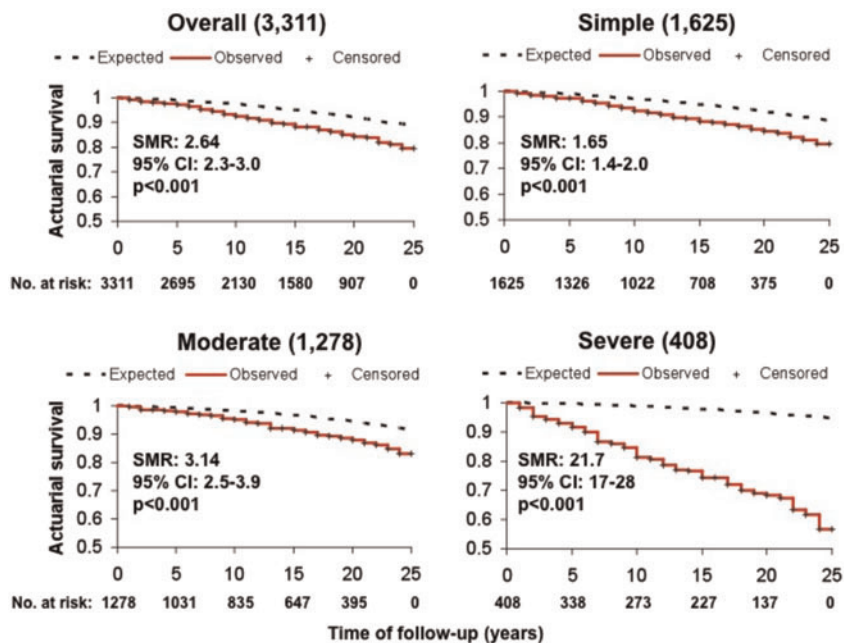 Overall (3,311)
Expected Observed + Censored
Actuarial survival
1
0.9
0.8
0.7
0.6
0.5
SMR: 2.64
95% CI: 2.3-3.0
p<0.001
0 5 10 15 20 25
No. at risk: 3311 2695 2130 1580 907 0
Simple (1,625)
Expected Observed + Censored
1
0.9
0.8
0.7
0.6
0.5
SMR: 1.65
95% CI: 1.4-2.0
p<0.001
0 5 10 15 20 25
1625 1326 1022 708 375 0
Moderate (1,278)
Expected Observed + Censored
Actuarial survival
1
0.9
0.8
0.7
0.6
0.5
SMR: 3.14
95% CI: 2.5-3.9
p<0.001
0 5 10 15 20 25
No. at risk: 1278 1031 835 647 395 0
Severe (408)
Expected Observed + Censored
1
0.9
0.8
0.7
0.6
0.5
SMR: 21.7
95% CI: 17-28
p<0.001
0 5 10 15 20 25
408 338 273 227 137 0
Time of follow-up (years)